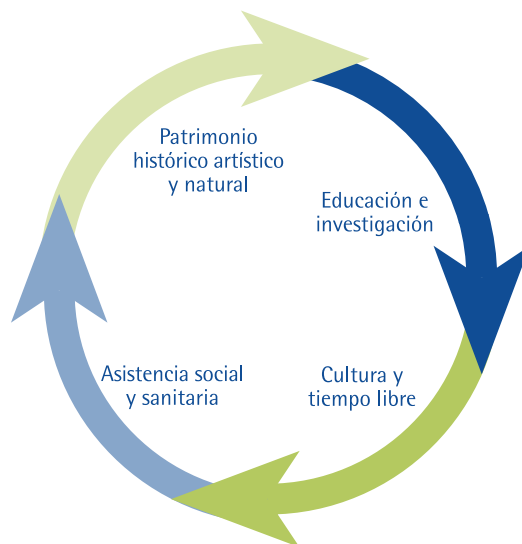 Patrimonio
histórico artístico
y natural
Educación e
investigación
Asistencia social
y sanitaria
Cultura y
tiempo libre